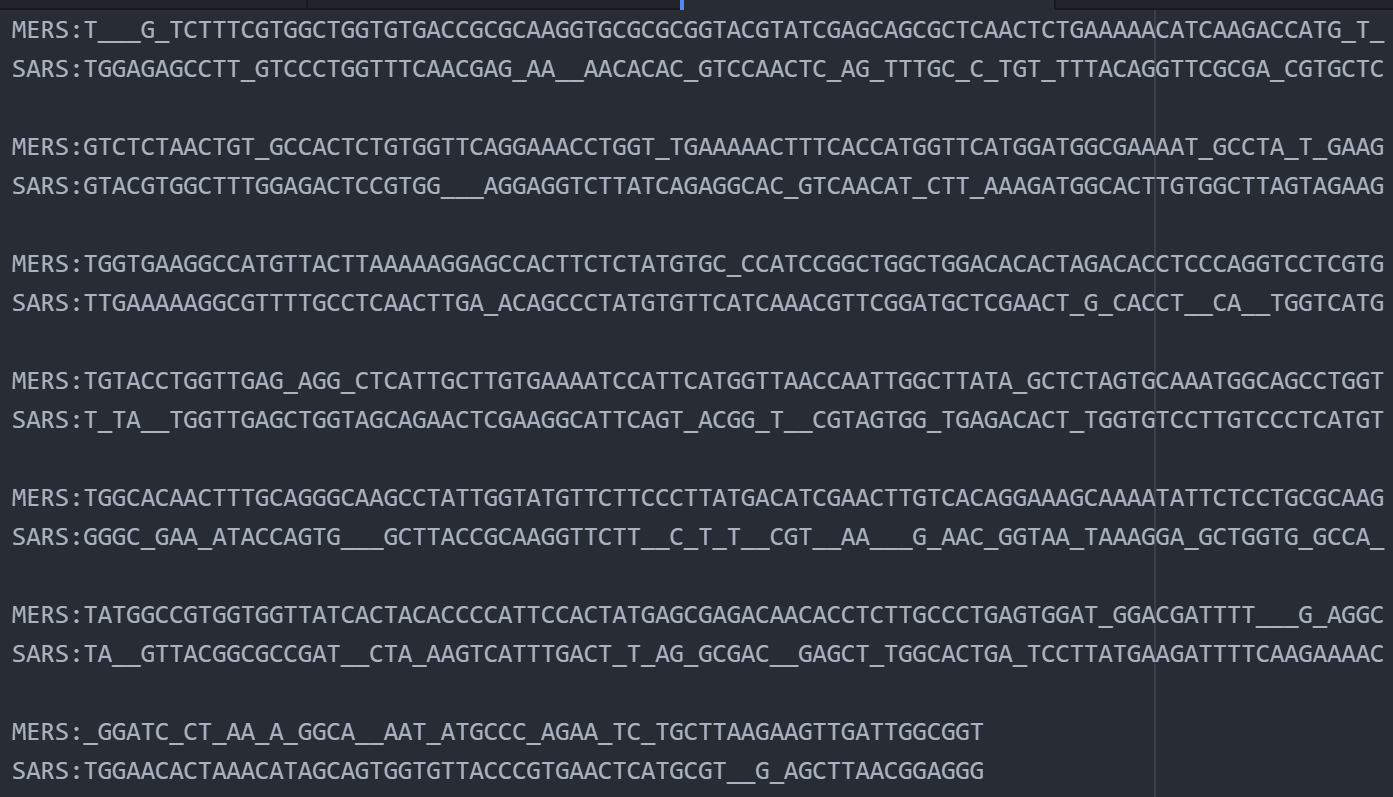 MERS:T___G_TCTTTCGTGGCTGGTGTGACCGCGCAAGGTGCGCGCGGTACGTATCGAGCAGCGCTCAACTCTGAAAAACATCAAGACCATG_T_
SARS:TGGAGAGCCTT_GTCCCTGGTTTCAACGAG_AA__AACACAC_GTCCAACTC_AG_TTTGC_C_TGT_TTTACAGGTTCGCGA_CGTGCTC
MERS:GTCTCTAACTGT_GCCACTCTGTGGTTCAGGAAACCTGGT_TGAAAAACTTTCACCATGGTTCATGGATGGCGAAAAT_GCCTA_T_GAAG
SARS:GTACGTGGCTTTGGAGACTCCGTGG___AGGAGGTCTTATCAGAGGCAC_GTCAACAT_CTT_AAAGATGGCACTTGTGGCTTAGTAGAAG
MERS:TGGTGAAGGCCATGTTACTTAAAAAGGAGCCACTTCTCTATGTGC_CCATCCGGCTGGCTGGACACACTAGACACCTCCCAGGTCCTCGTG
SARS:TTGAAAAAGGCGTTTTGCCTCAACTTGA_ACAGCCCTATGTGTTCATCAAACGTTCGGATGCTCGAACT_G_CACCT__CA__TGGTCATG
MERS:TGTACCTGGTTGAG_AGG_CTCATTGCTTGTGAAAATCCATTCATGGTTAACCAATTGGCTTATA_GCTCTAGTGCAAATGGCAGCCTGGT
SARS:T_TA__TGGTTGAGCTGGTAGCAGAACTCGAAGGCATTCAGT_ACGG_T__CGTAGTGG_TGAGACACT_TGGTGTCCTTGTCCCTCATGT
MERS:TGGCACAACTTTGCAGGGCAAGCCTATTGGTATGTTCTTCCCTTATGACATCGAACTTGTCACAGGAAAGCAAAATATTCTCCTGCGCAAG
SARS:GGGC_GAA_ATACCAGTG___GCTTACCGCAAGGTTCTT__C_T_T__CGT__AA___G_AAC_GGTAA_TAAAGGA_GCTGGTG_GCCA_
MERS:TATGGCCGTGGTGGTTATCACTACACCCCATTCCACTATGAGCGAGACAACACCTCTTGCCCTGAGTGGAT_GGACGATTTT___G_AGGC
SARS:TA__GTTACGGCGCCGAT__CTA_AAGTCATTTGACT_T_AG_GCGAC__GAGCT_TGGCACTGA_TCCTTATGAAGATTTTCAAGAAAAC
MERS:_GGATC_CT_AA_A_GGCA__AAT_ATGCCC_AGAA_TC_TGCTTAAGAAGTTGATTGGCGGT
SARS:TGGAACACTAAACATAGCAGTGGTGTTACCCGTGAACTCATGCGT__G_AGCTTAACGGAGGG